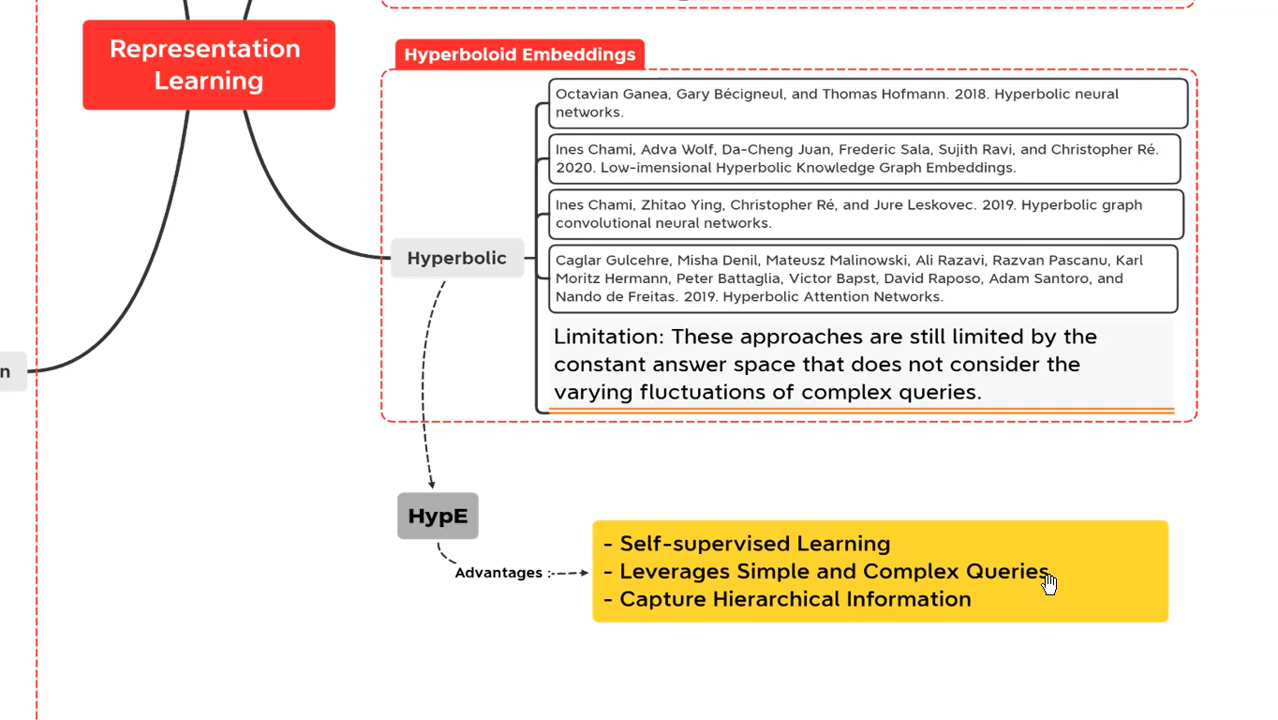 Representation
Learning
Hyperboloid Embeddings
Octavian Ganea, Gary Bécigneul, and Thomas Hofmann. 2018. Hyperbolic neural
networks.
Ines Chami, Adva Wolf, Da-Cheng Juan, Frederic Sala, Sujith Ravi, and Christopher Ré.
2020. Low-imensional Hyperbolic Knowledge Graph Embeddings.
Ines Chami, Zhitao Ying, Christopher Ré, and Jure Leskovec. 2019. Hyperbolic graph
convolutional neural networks.
Hyperbolic
Caglar Gulcehre, Misha Denil, Mateusz Malinowski, Ali Razavi, Razvan Pascanu, Karl
Moritz Hermann, Peter Battaglia, Victor Bapst, David Raposo, Adam Santoro, and
Nando de Freitas. 2019. Hyperbolic Attention Networks.
Limitation: These approaches are still limited by the
constant answer space that does not consider the
varying fluctuations of complex queries.
n
HypE
Advantages :
- Self-supervised Learning
- Leverages Simple and Complex Queries
- Capture Hierarchical Information